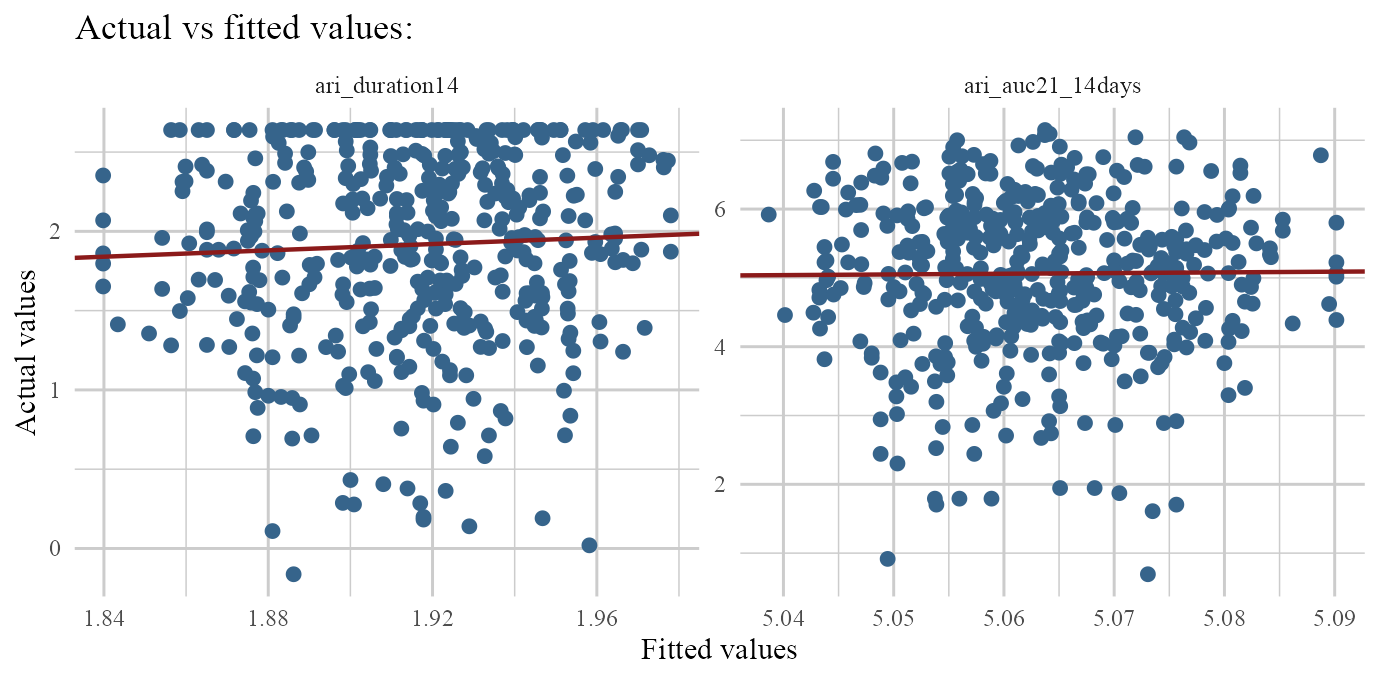 Actual vs fitted values:
ari_duration14
ari_auc21_14days
Actual values
2
1
0
6
4
2
1.84 1.88 1.92 1.96
5.04 5.05 5.06 5.07 5.08 5.09
Fitted values